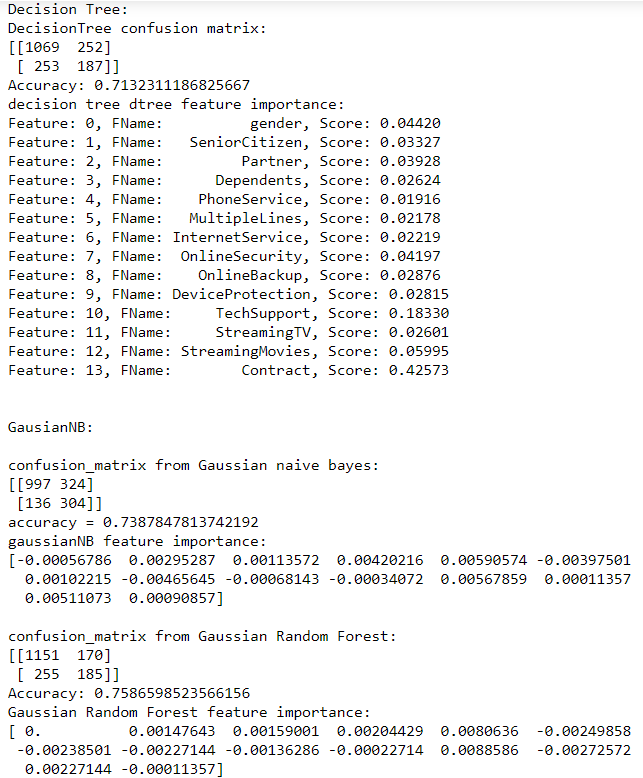 Decision Tree:
DecisionTree confusion matrix:
[[1069  252]
 [ 253  187]]
Accuracy: 0.7132311186825667
decision tree dtree feature importance:
Feature: 0, FName:           gender, Score: 0.04420
Feature: 1, FName:    SeniorCitizen, Score: 0.03327
Feature: 2, FName:          Partner, Score: 0.03928
Feature: 3, FName:       Dependents, Score: 0.02624
Feature: 4, FName:     PhoneService, Score: 0.01916
Feature: 5, FName:    MultipleLines, Score: 0.02178
Feature: 6, FName:  InternetService, Score: 0.02219
Feature: 7, FName:   OnlineSecurity, Score: 0.04197
Feature: 8, FName:     OnlineBackup, Score: 0.02876
Feature: 9, FName: DeviceProtection, Score: 0.02815
Feature: 10, FName:      TechSupport, Score: 0.18330
Feature: 11, FName:      StreamingTV, Score: 0.02601
Feature: 12, FName:  StreamingMovies, Score: 0.05995
Feature: 13, FName:         Contract, Score: 0.42573
GausianNB:
confusion_matrix from Gaussian naive bayes:
[[997 324]
 [136 304]]
accuracy = 0.7387847813742192
gaussianNB feature importance:
[-0.00056786  0.00295287  0.00113572  0.00420216  0.00590574 -0.00397501
  0.00102215 -0.00465645 -0.00068143 -0.00034072  0.00567859  0.00011357
  0.00511073  0.00090857]
confusion_matrix from Gaussian Random Forest:
[[1151  170]
 [ 255  185]]
Accuracy: 0.7586598523566156
Gaussian Random Forest feature importance:
[ 0.          0.00147643  0.00159001  0.00204429  0.0080636  -0.00249858
 -0.00238501 -0.00227144 -0.00136286 -0.00022714  0.0088586  -0.00272572
  0.00227144 -0.00011357]